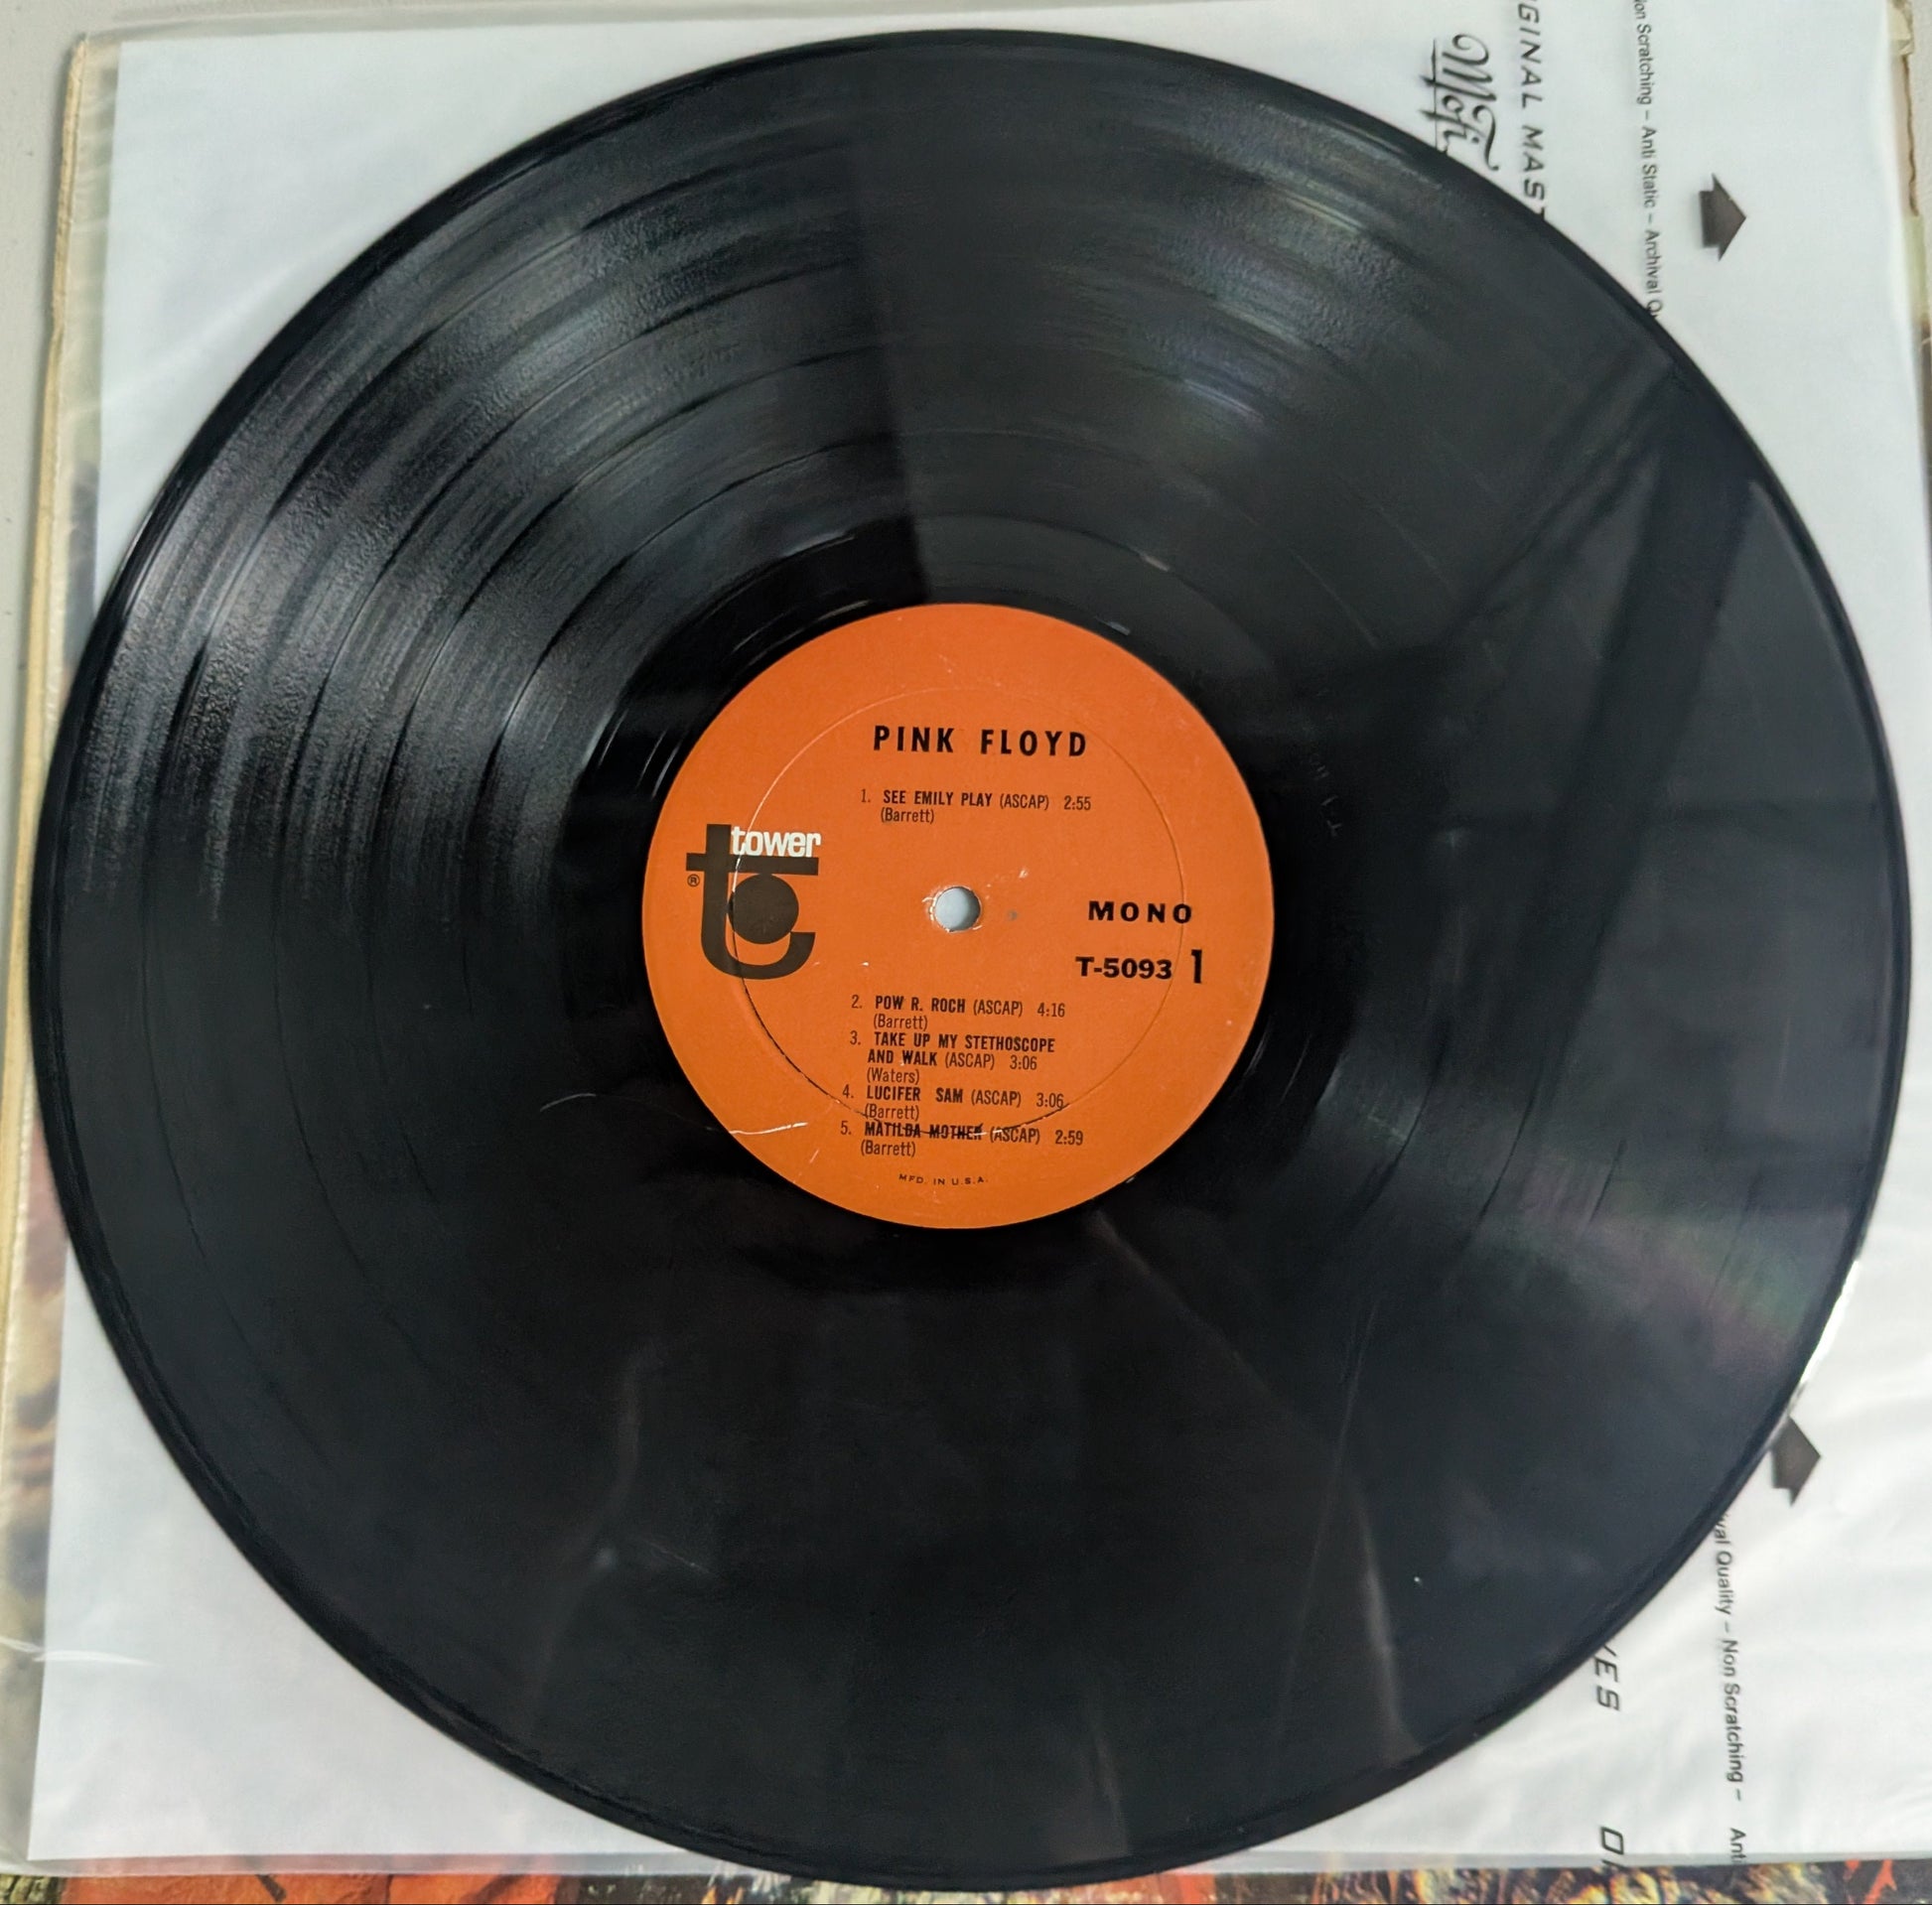 PINK FLOYD
1. SEE EMILY PLAY (ASCAP) 2:55
(Barrett)
tower
®
MONO
T-5093 1
2. POW R. ROCH (ASCAP) 4:16
(Barrett)
3. TAKE UP MY STETHOSCOPE
AND WALK (ASCAP) 3:06
(Waters)
4. LUCIFER SAM (ASCAP) 3:06
(Barrett)
5. MATILDA MOTHER (ASCAP) 2:59
(Barrett)
MFD. IN U.S.A.
MoFi
Scratching – Anti Static – Archival
Quality – Non Scratching –